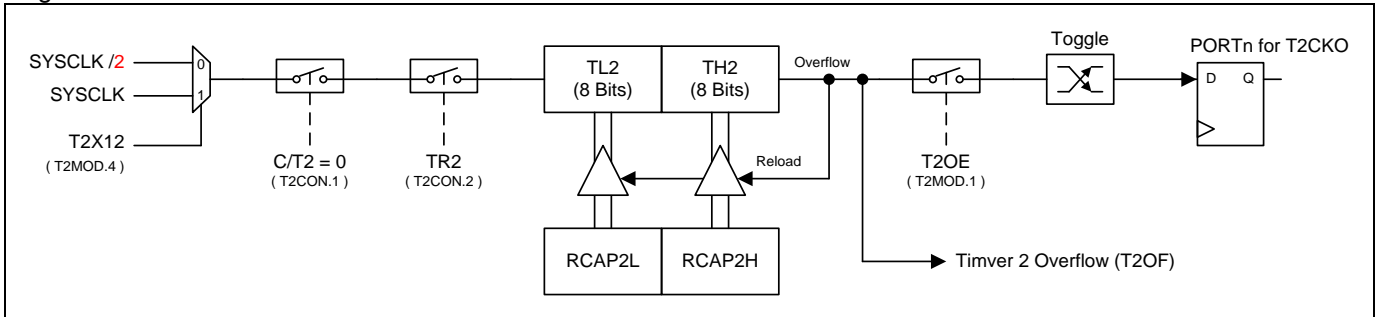 SYSCLK /2
SYSCLK
T2X12
( T2MOD.4 )
0
1
C/T2 = 0
( T2CON.1 )
TR2
( T2CON.2 )
TL2
(8 Bits)
TH2
(8 Bits)
Overflow
Reload
RCAP2L
RCAP2H
T2OE
( T2MOD.1 )
Toggle
PORTn for T2CKO
D Q
Timver 2 Overflow (T2OF)